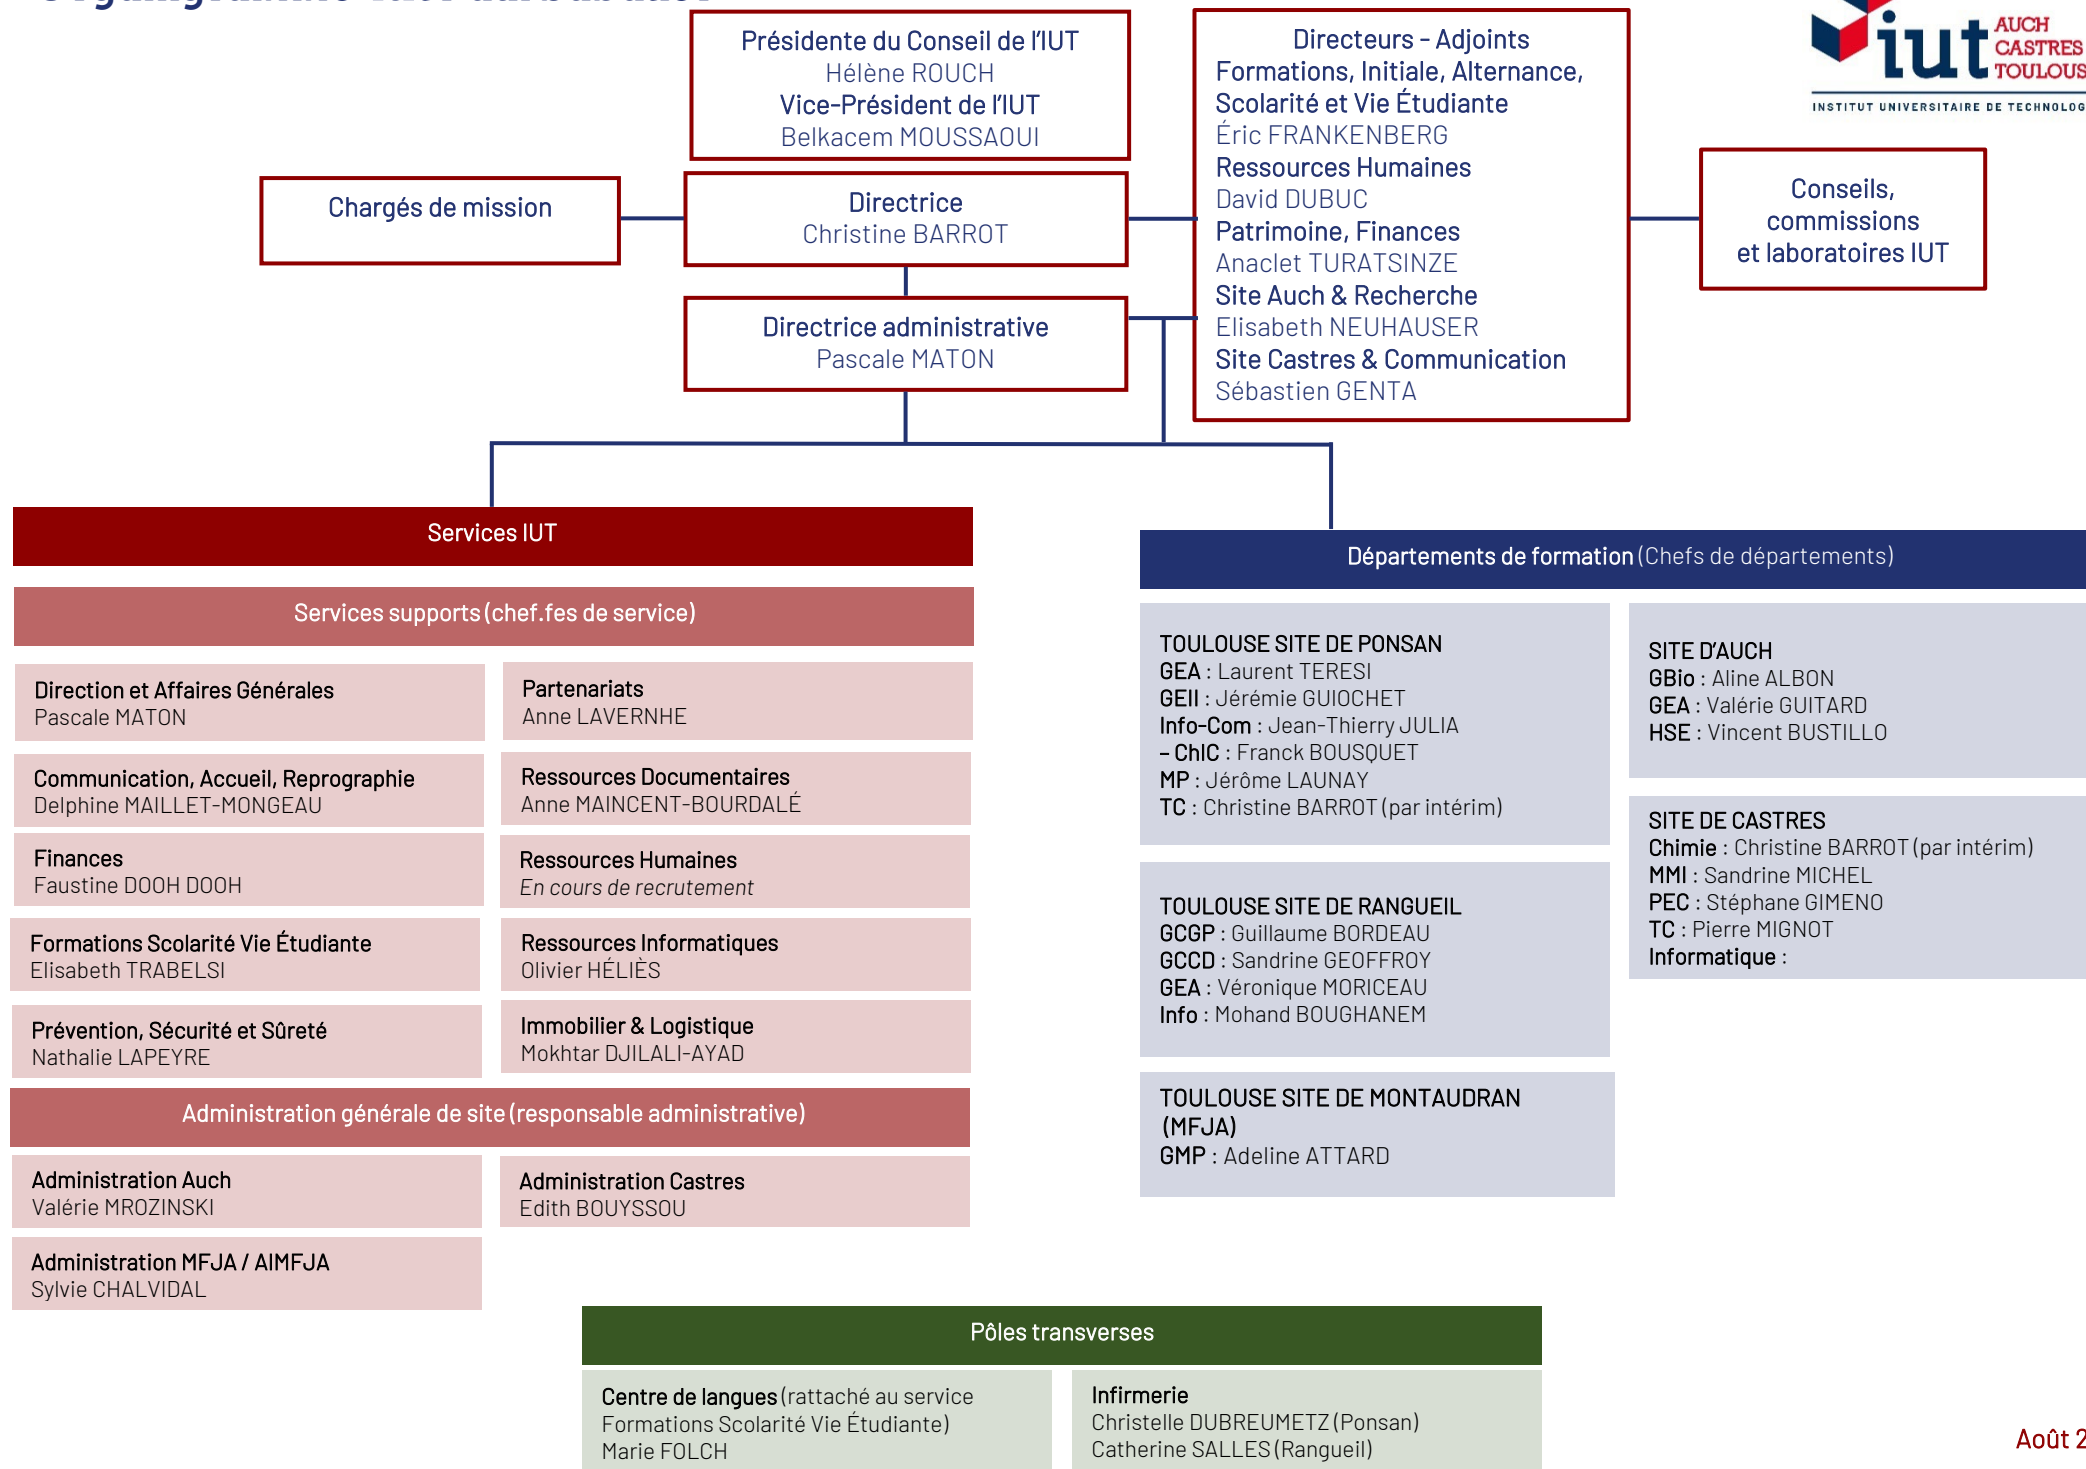 Présidente du Conseil de l'IUT
Hélène ROUCH
Vice-Président de l'IUT
Belkacem MOUSSAOUI
Directeurs - Adjoints
Formations, Initiale, Alternance,
Scolarité et Vie Étudiante
Éric FRANKENBERG
Ressources Humaines
David DUBUC
Patrimoine, Finances
Anaclet TURATSINZE
Site Auch & Recherche
Elisabeth NEUHAUSER
Site Castres & Communication
Sébastien GENTA
iut
AUCH
CASTRES
TOULOUS
INSTITUT UNIVERSITAIRE DE TECHNOLOG
Chargés de mission
Directrice
Christine BARROT
Conseils,
commissions
et laboratoires IUT
Directrice administrative
Pascale MATON
Services IUT
Services supports (chef.fes de service)
Direction et Affaires Générales
Pascale MATON
Partenariats
Anne LAVERNHE
Communication, Accueil, Reprographie
Delphine MAILLET-MONGEAU
Ressources Documentaires
Anne MAINCENT-BOURDALÉ
Finances
Faustine DOOH DOOH
Ressources Humaines
En cours de recrutement
Formations Scolarité Vie Étudiante
Elisabeth TRABELSI
Ressources Informatiques
Olivier HÉLIÈS
Prévention, Sécurité et Sûreté
Nathalie LAPEYRE
Immobilier & Logistique
Mokhtar DJILALI-AYAD
Administration générale de site (responsable administrative)
Administration Auch
Valérie MROZINSKI
Administration Castres
Edith BOUYSSOU
Administration MFJA / AIMFJA
Sylvie CHALVIDAL
Départements de formation (Chefs de départements)
TOULOUSE SITE DE PONSAN
GEA : Laurent TERESI
GEII : Jérémie GUIOCHET
Info-Com : Jean-Thierry JULIA
– ChIC : Franck BOUSQUET
MP : Jérôme LAUNAY
TC : Christine BARROT (par intérim)
SITE D'AUCH
GBio : Aline ALBON
GEA : Valérie GUITARD
HSE : Vincent BUSTILLO
TOULOUSE SITE DE RANGUEIL
GCGP : Guillaume BORDEAU
GCCD : Sandrine GEOFFROY
GEA : Véronique MORICEAU
Info : Mohand BOUGHANEM
SITE DE CASTRES
Chimie : Christine BARROT (par intérim)
MMI : Sandrine MICHEL
PEC : Stéphane GIMENO
TC : Pierre MIGNOT
Informatique :
TOULOUSE SITE DE MONTAUDRAN
(MFJA)
GMP : Adeline ATTARD
Pôles transverses
Centre de langues (rattaché au service
Formations Scolarité Vie Étudiante)
Marie FOLCH
Infirmerie
Christelle DUBREUMETZ (Ponsan)
Catherine SALLES (Rangueil)
Août 2